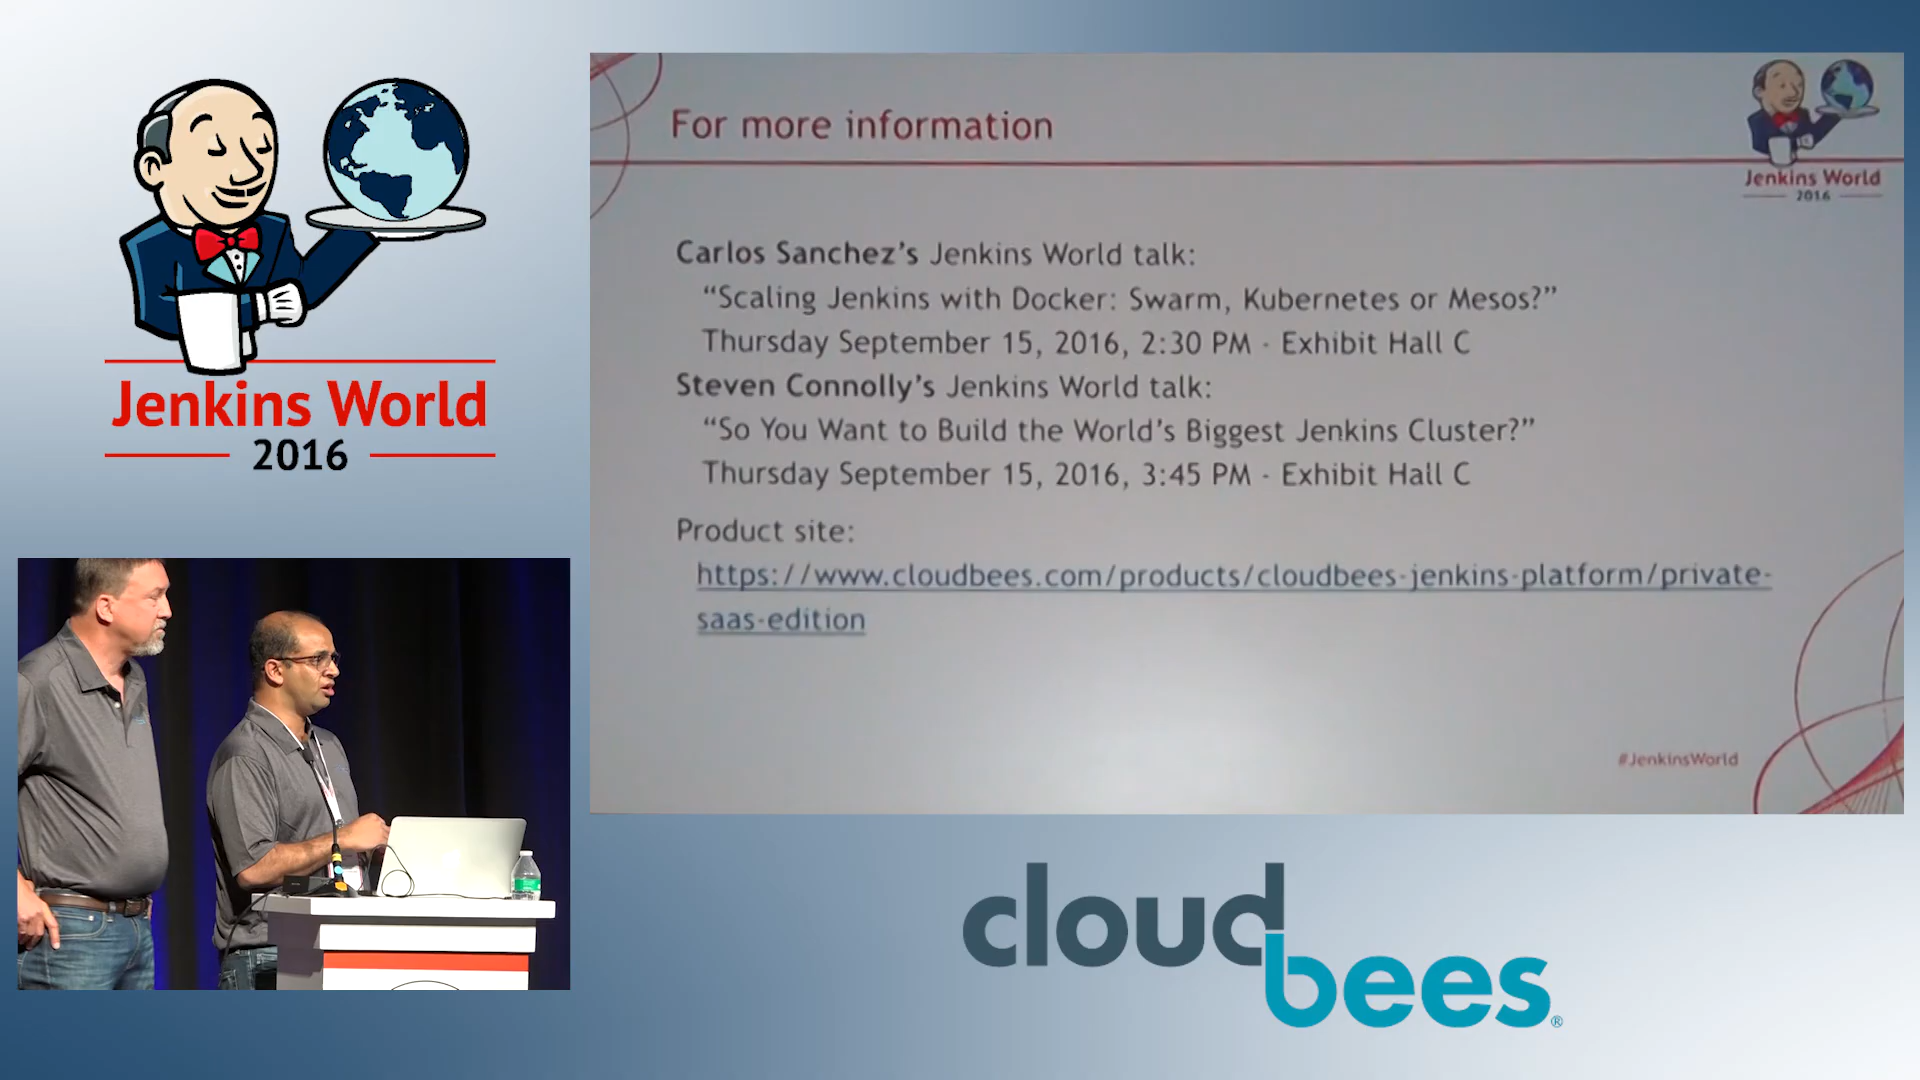 Jenkins World
2016
For more information
Jenkins World
2016
Carlos Sanchez’s Jenkins World talk:
“Scaling Jenkins with Docker: Swarm, Kubernetes or Mesos?”
Thursday September 15, 2016, 2:30 PM - Exhibit Hall C
Steven Connolly’s Jenkins World talk:
“So You Want to Build the World’s Biggest Jenkins Cluster?”
Thursday September 15, 2016, 3:45 PM - Exhibit Hall C
Product site:
https://www.cloudbees.com/products/cloudbees-jenkins-platform/private-
saas-edition
#JenkinsWorld
cloud
bees®